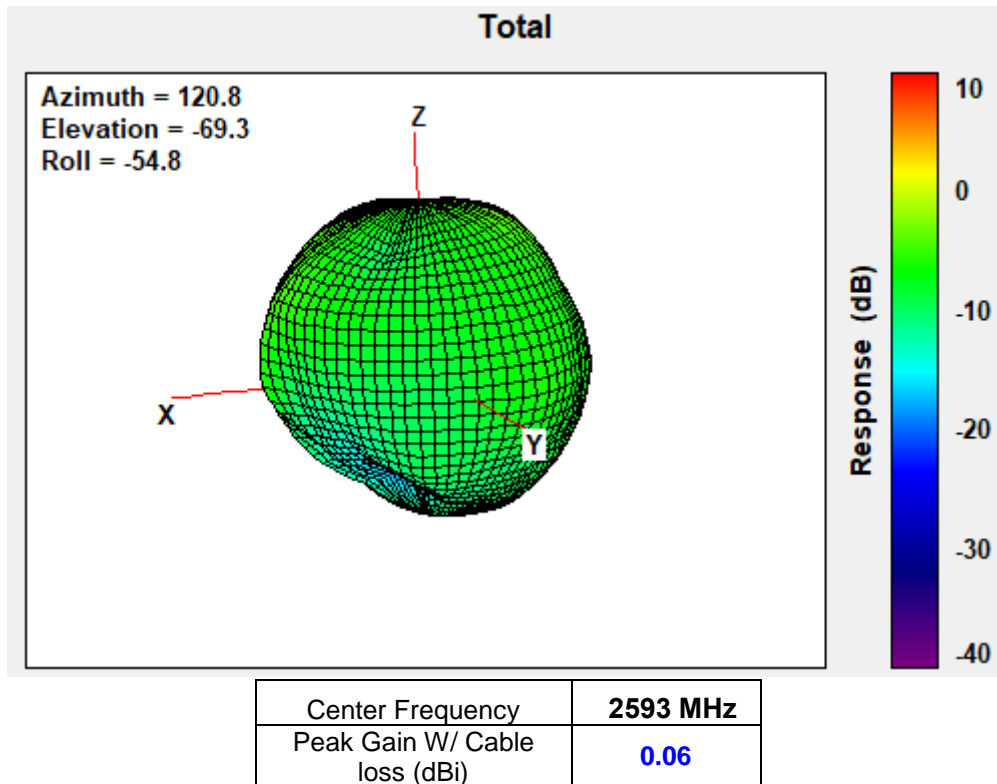 Total
Azimuth = 120.8
Elevation = -69.3
Roll = -54.8
Z
X
Y
10
0
-10
-20
-30
-40
Response (dB)
Center Frequency 2593 MHz
Peak Gain W/ Cable
loss (dBi) 0.06